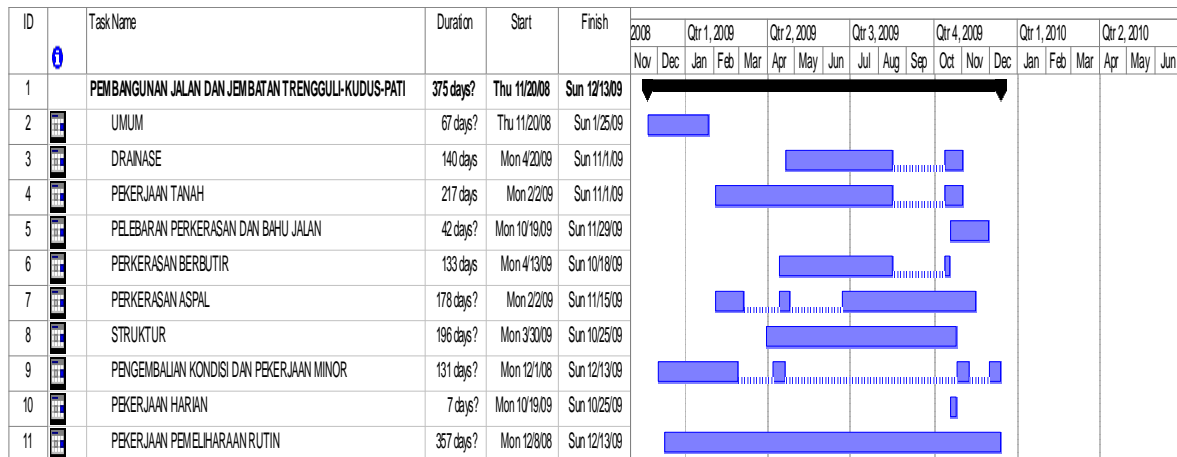 ID Task Name Duration Start Finish
2008 Qtr 1, 2009 Qtr 2, 2009 Qtr 3, 2009 Qtr 4, 2009 Qtr 1, 2010 Qtr 2, 2010
Nov Dec Jan Feb Mar Apr May Jun Jul Aug Sep Oct Nov Dec Jan Feb Mar Apr May Jun
1 PEMBANGUNAN JALAN DAN JEMBATAN TRENGGULI-KUDUS-PATI 375 days? Thu 11/20/08 Sun 12/13/09
2 UMUM 67 days? Thu 11/20/08 Sun 1/25/09
3 DRAINASE 140 days Mon 4/20/09 Sun 11/1/09
4 PEKERJAAN TANAH 217 days Mon 2/2/09 Sun 11/1/09
5 PELEBARAN PERKERASAN DAN BAHU JALAN 42 days? Mon 10/19/09 Sun 11/29/09
6 PERKERASAN BERBUTIR 133 days Mon 4/13/09 Sun 10/18/09
7 PERKERASAN ASPAL 178 days? Mon 2/2/09 Sun 11/15/09
8 STRUKTUR 196 days? Mon 3/30/09 Sun 10/25/09
9 PENGEMBALIAN KONDISI DAN PEKERJAAN MINOR 131 days? Mon 12/1/08 Sun 12/13/09
10 PEKERJAAN HARIAN 7 days? Mon 10/19/09 Sun 10/25/09
11 PEKERJAAN PEMELIHARAAN RUTIN 357 days? Mon 12/8/08 Sun 12/13/09